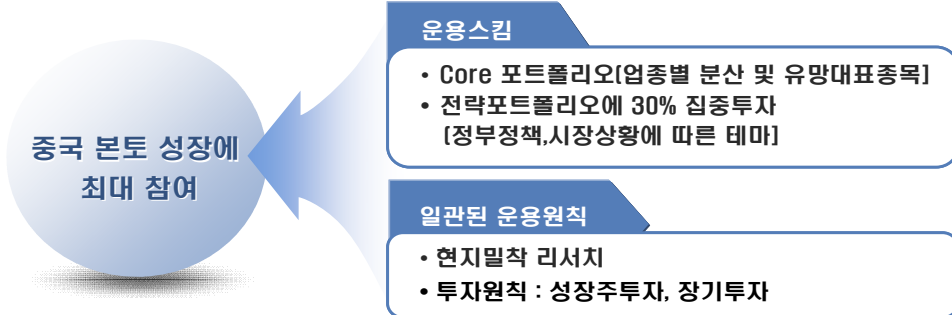 중국 본토 성장에
최대 참여
운용스킴
• Core 포트폴리오[업종별 분산 및 유망대표종목]
• 전략포트폴리오에 30% 집중투자
[정부정책,시장상황에 따른 테마]
일관된 운용원칙
• 현지밀착 리서치
• 투자원칙 : 성장주투자, 장기투자